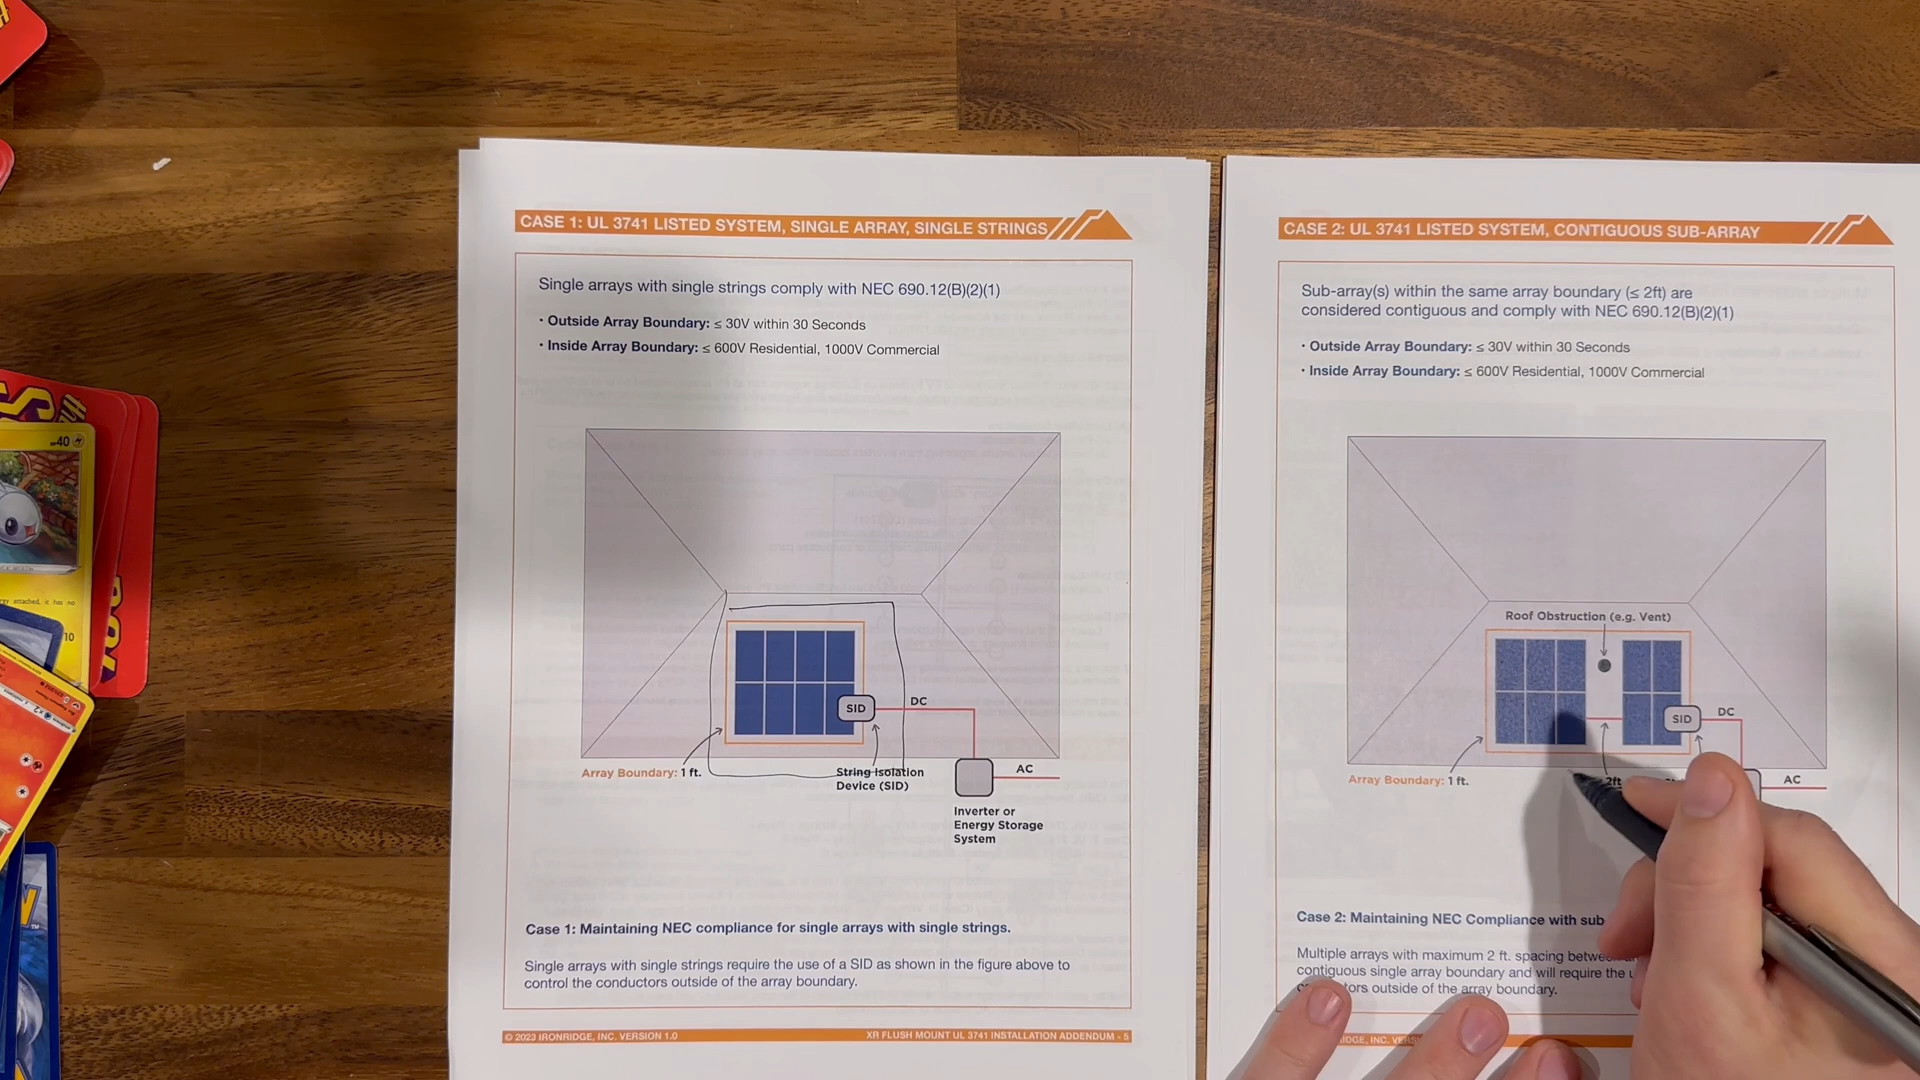 CASE 1: UL 3741 LISTED SYSTEM, SINGLE ARRAY, SINGLE STRINGS
Single arrays with single strings comply with NEC 690.12(B)(2)(1)
• Outside Array Boundary: ≤ 30V within 30 Seconds
• Inside Array Boundary: ≤ 600V Residential, 1000V Commercial
SID
DC
Array Boundary: 1 ft.
String Isolation
Device (SID)
AC
Inverter or
Energy Storage
System
Case 1: Maintaining NEC compliance for single arrays with single strings.
Single arrays with single strings require the use of a SID as shown in the figure above to
control the conductors outside of the array boundary.
© 2023 IRONRIDGE, INC. VERSION 1.0
XR FLUSH MOUNT UL 3741 INSTALLATION ADDENDUM - 5
CASE 2: UL 3741 LISTED SYSTEM, CONTIGUOUS SUB-ARRAY
Sub-array(s) within the same array boundary (≤ 2ft) are
considered contiguous and comply with NEC 690.12(B)(2)(1)
• Outside Array Boundary: ≤ 30V within 30 Seconds
• Inside Array Boundary: ≤ 600V Residential, 1000V Commercial
Roof Obstruction (e.g. Vent)
SID
DC
Array Boundary: 1 ft.
2ft
AC
Case 2: Maintaining NEC Compliance with sub
Multiple arrays with maximum 2 ft. spacing
contiguous single array boundary and will require the
outside of the array boundary.
INC.
40
10
attached, it has no
YOU